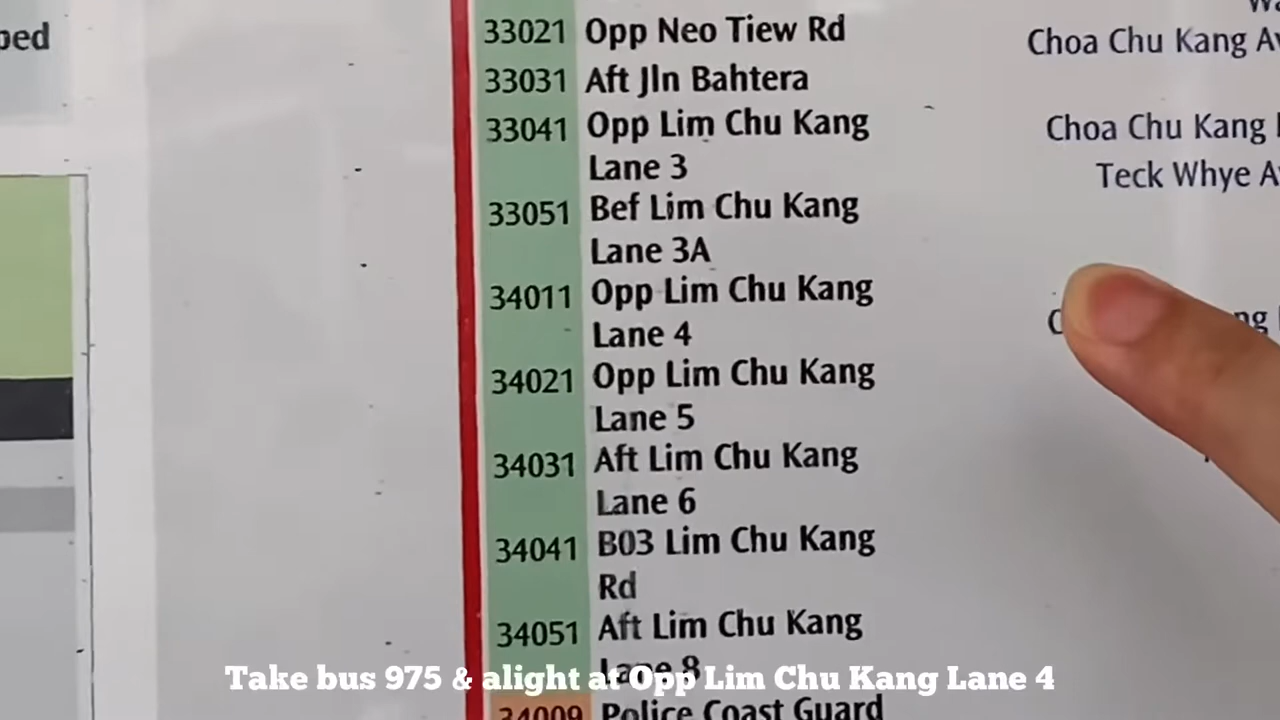 33021 Opp Neo Tiew Rd
33031 Aft Jln Bahtera
33041 Opp Lim Chu Kang
Lane 3
33051 Bef Lim Chu Kang
Lane 3A
34011 Opp Lim Chu Kang
Lane 4
34021 Opp Lim Chu Kang
Lane 5
34031 Aft Lim Chu Kang
Lane 6
34041 B03 Lim Chu Kang
Rd
34051 Aft Lim Chu Kang
Lane 8
34009 Police Coast Guard
Choa Chu Kang
Choa Chu Kang
Teck Whye
Take bus 975 & alight at Opp Lim Chu Kang Lane 4